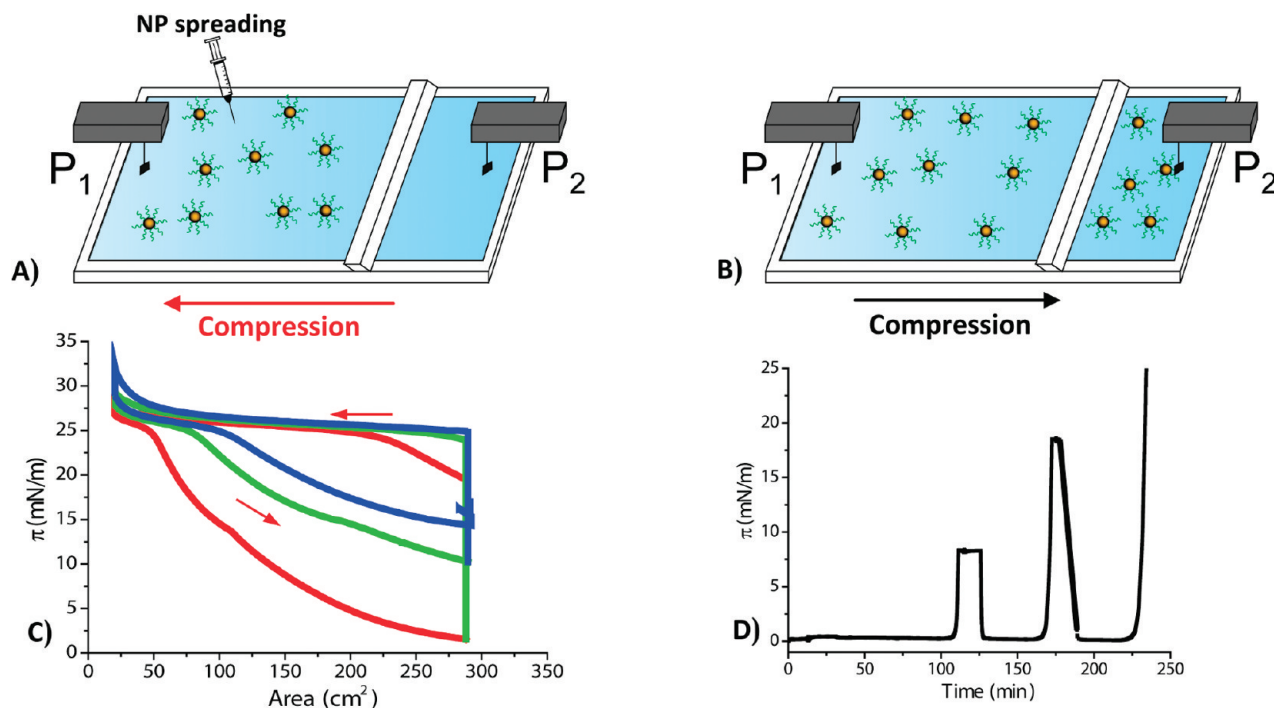 NP spreading
P1
P2
A)
Compression
P1
P2
B)
Compression
35
30
25
20
15
10
5
0
π (mN/m)
C)
0 50 100 150 200 250 300 350
Area (cm2)
25
20
15
10
5
0
π (mN/m)
D)
0 50 100 150 200 250
Time (min)